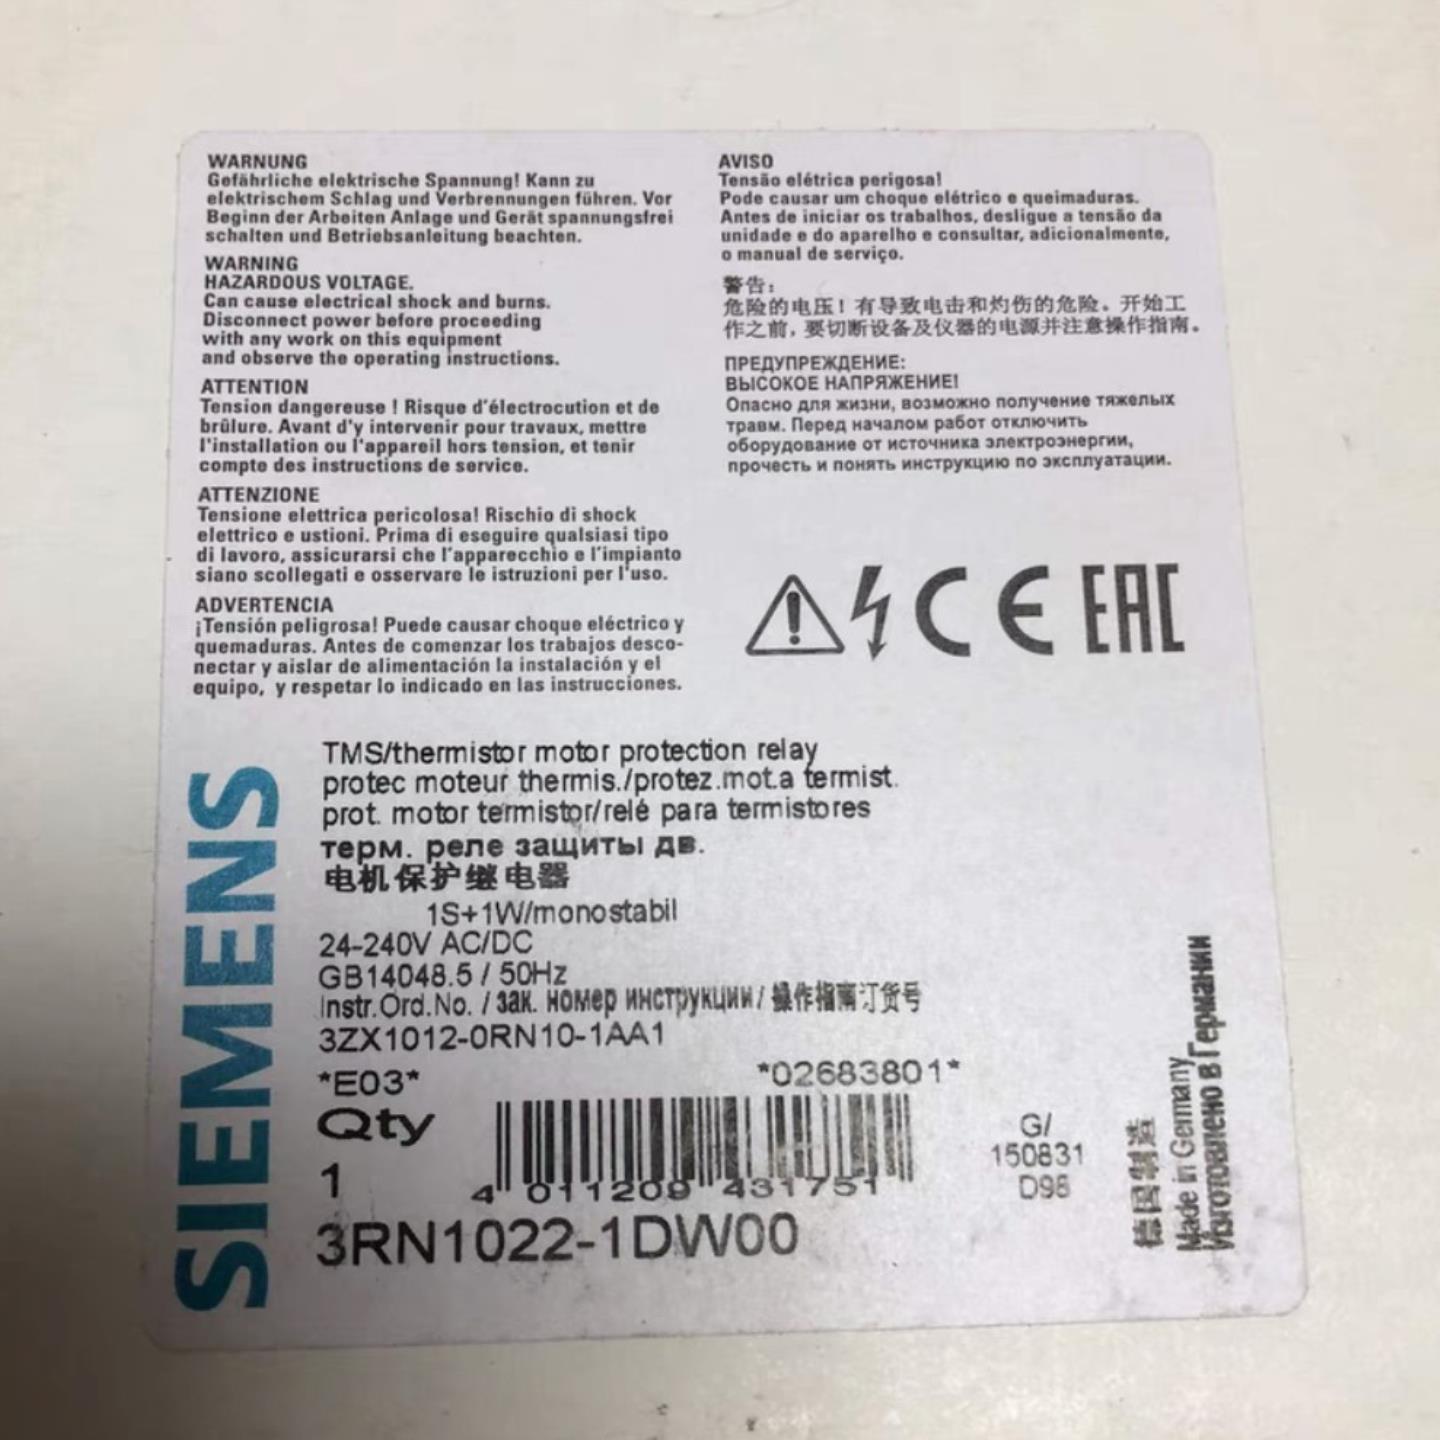 WARNUNG
Gefährliche elektrische Spannung! Kann zu
elektrischem Schlag und Verbrennungen führen. Vor
Beginn der Arbeiten Anlage und Gerät spannungsfrei
schalten und Betriebsanleitung beachten.
WARNING
HAZARDOUS VOLTAGE.
Can cause electrical shock and burns.
Disconnect power before proceeding
with any work on this equipment
and observe the operating instructions.
ATTENTION
Tension dangereuse ! Risque d'électrocution et de
brûlure. Avant d'y intervenir pour travaux, mettre
l'installation ou l'appareil hors tension, et tenir
compte des instructions de service.
ATTENZIONE
Tensione elettrica pericolosa! Rischio di shock
elettrico e ustioni. Prima di eseguire qualsiasi tipo
di lavoro, assicurarsi che l'apparecchio e l'impianto
siano scollegati e osservare le istruzioni per l'uso.
ADVERTENCIA
¡Tensión peligrosa! Puede causar choque eléctrico y
quemaduras. Antes de comenzar los trabajos desco-
nectar y aislar de alimentación la instalación y el
equipo, y respetar lo indicado en las instrucciones.
AVISO
Tensão elétrica perigosa!
Pode causar um choque elétrico e queimaduras.
Antes de iniciar os trabalhos, desligue a tensão da
unidade e do aparelho e consultar, adicionalmente,
o manual de serviço.
警告：
危险的电压！有导致电击和灼伤的危险。开始工
作之前，要切断设备及仪器的电源并注意操作指南。
ПРЕДУПРЕЖДЕНИЕ:
ВЫСОКОЕ НАПРЯЖЕНИЕ!
Опасно для жизни, возможно получение тяжелых
травм. Перед началом работ отключить
оборудование от источника электроэнергии,
прочесть и понять инструкцию по эксплуатации.
CE EAC
SIEMENS
TMS/thermistor motor protection relay
protec moteur thermis./protez.mot.a termist.
prot. motor termistor/relé para termistores
терм. реле защиты дв.
电机保护继电器
1S+1W/monostabil
24-240V AC/DC
GB14048.5 / 50Hz
Instr.Ord.No. / зак. номер инструкции / 操作指南订货号
3ZX1012-0RN10-1AA1
*E03* *02683801*
Qty
1
4 011209 431751
3RN1022-1DW00
G/
150831
D98
德国制造
Made in Germany
Изготовлено в Германии